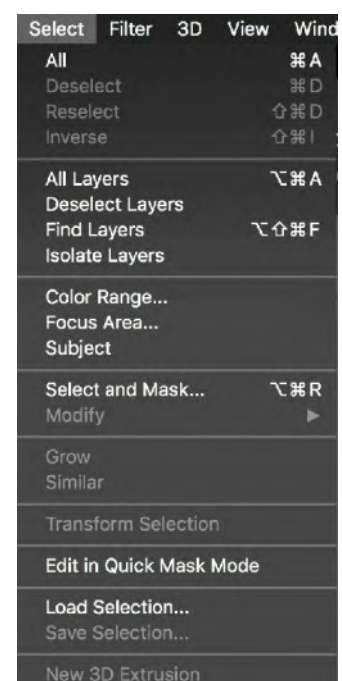 Select Filter 3D View Wind
All ⌘A
Deselect ⌘D
Reselect ⇧⌘D
Inverse ⇧⌘I
All Layers ⌥⌘A
Deselect Layers
Find Layers ⌥⇧⌘F
Isolate Layers
Color Range...
Focus Area...
Subject
Select and Mask... ⌥⌘R
Modify ▶
Grow
Similar
Transform Selection
Edit in Quick Mask Mode
Load Selection...
Save Selection...
New 3D Extrusion